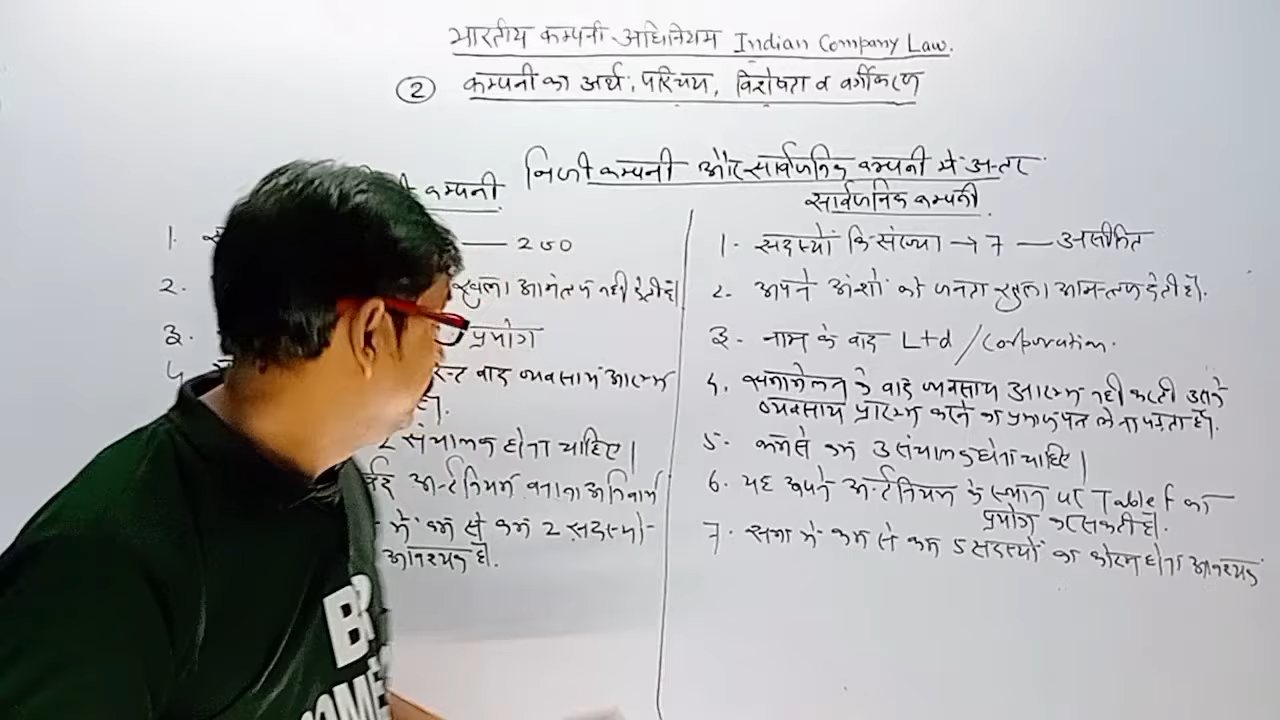 भारतीय कम्पनी अधिनियम Indian Company Law.
② कम्पनी का अर्थ, परिचय, विशेषता व वर्गीकरण
निजी कम्पनी और सार्वजनिक कम्पनी में अन्तर
कम्पनी
सार्वजनिक कम्पनी
1. — 200
2. खुला आमंत्रण नहीं देती है
3. प्रयोग
4 बाद व्यवसाय आरम्भ
है।
2 संचालक होना चाहिए।
अन्तर्नियम बनाना अनिवार्य
में कम से कम 2 सदस्यो-
आवश्यक है।
1. सदस्यों कि संख्या → 7 — असीमित
2. अपने अंशों को जनता खुला आमन्त्रण देती है।
3. नाम के बाद Ltd / Corporation.
4. समामेलन के बाद व्यवसाय आरम्भ नही करती उसको
व्यवसाय प्रारम्भ करने का प्रमाणपत्र लेना पड़ता है।
5. कमसे कम 3 संचालक होना चाहिए।
6. यह अपने अन्तर्नियम के स्थान पर Table f का
प्रयोग कर सकती है।
7. सभा मे कम से कम 5 सदस्यों का कोरम होना आवश्यक
BR